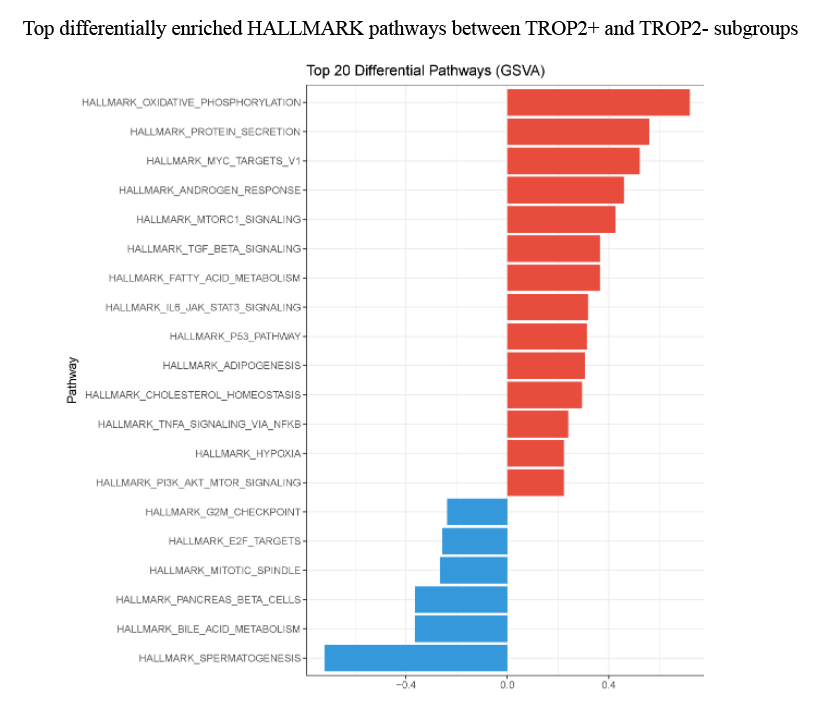 Top differentially enriched HALLMARK pathways between TROP2+ and TROP2- subgroups
Top 20 Differential Pathways (GSVA)
HALLMARK_OXIDATIVE_PHOSPHORYLATION
HALLMARK_PROTEIN_SECRETION
HALLMARK_MYC_TARGETS_V1
HALLMARK_ANDROGEN_RESPONSE
HALLMARK_MTORC1_SIGNALING
HALLMARK_TGF_BETA_SIGNALING
HALLMARK_FATTY_ACID_METABOLISM
HALLMARK_IL6_JAK_STAT3_SIGNALING
HALLMARK_P53_PATHWAY
HALLMARK_ADIPOGENESIS
HALLMARK_CHOLESTEROL_HOMEOSTASIS
HALLMARK_TNFA_SIGNALING_VIA_NFKB
HALLMARK_HYPOXIA
HALLMARK_PI3K_AKT_MTOR_SIGNALING
HALLMARK_G2M_CHECKPOINT
HALLMARK_E2F_TARGETS
HALLMARK_MITOTIC_SPINDLE
HALLMARK_PANCREAS_BETA_CELLS
HALLMARK_BILE_ACID_METABOLISM
HALLMARK_SPERMATOGENESIS
Pathway
−0.4 0.0 0.4